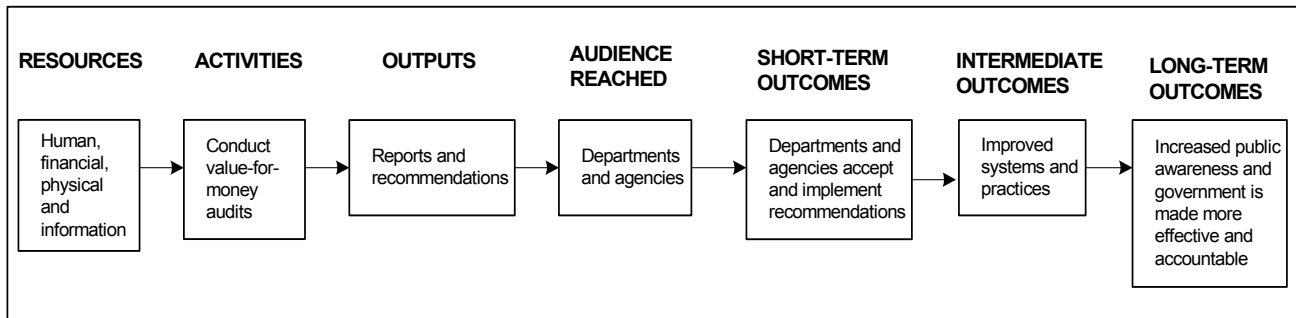 RESOURCES
ACTIVITIES
OUTPUTS
AUDIENCE
REACHED
SHORT-TERM
OUTCOMES
INTERMEDIATE
OUTCOMES
LONG-TERM
OUTCOMES
Human,
financial,
physical
and
information
Conduct
value-for-
money
audits
Reports and
recommendations
Departments
and agencies
Departments and
agencies accept
and implement
recommendations
Improved
systems and
practices
Increased public
awareness and
government is
made more
effective and
accountable